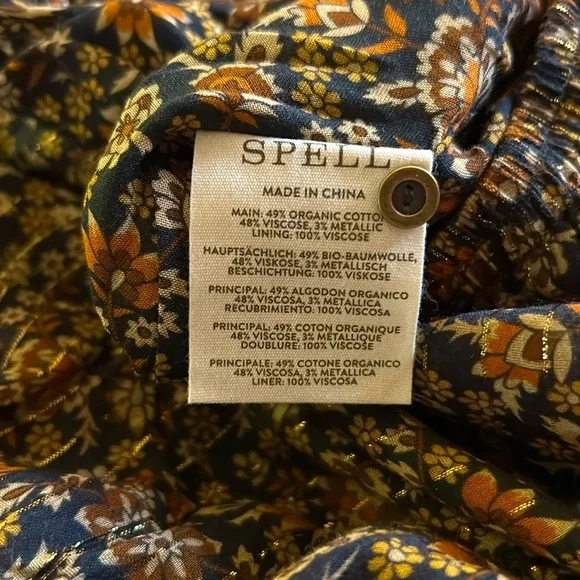 SPELL
MADE IN CHINA
MAIN: 49% ORGANIC COTTON
48% VISCOSE, 3% METALLIC
LINING: 100% VISCOSE
HAUPTSÄCHLICH: 49% BIO-BAUMWOLLE,
48% VISKOSE, 3% METALLISCH
BESCHICHTUNG: 100% VISKOSE
PRINCIPAL: 49% ALGODON ORGANICO
48% VISCOSA, 3% METALLICA
RECUBRIMIENTO: 100% VISCOSA
PRINCIPAL: 49% COTON ORGANIQUE
48% VISCOSE, 3% METALLIQUE
DOUBLURE: 100% VISCOSE
PRINCIPALE: 49% COTONE ORGANICO
48% VISCOSA, 3% METALLICA
LINER: 100% VISCOSA